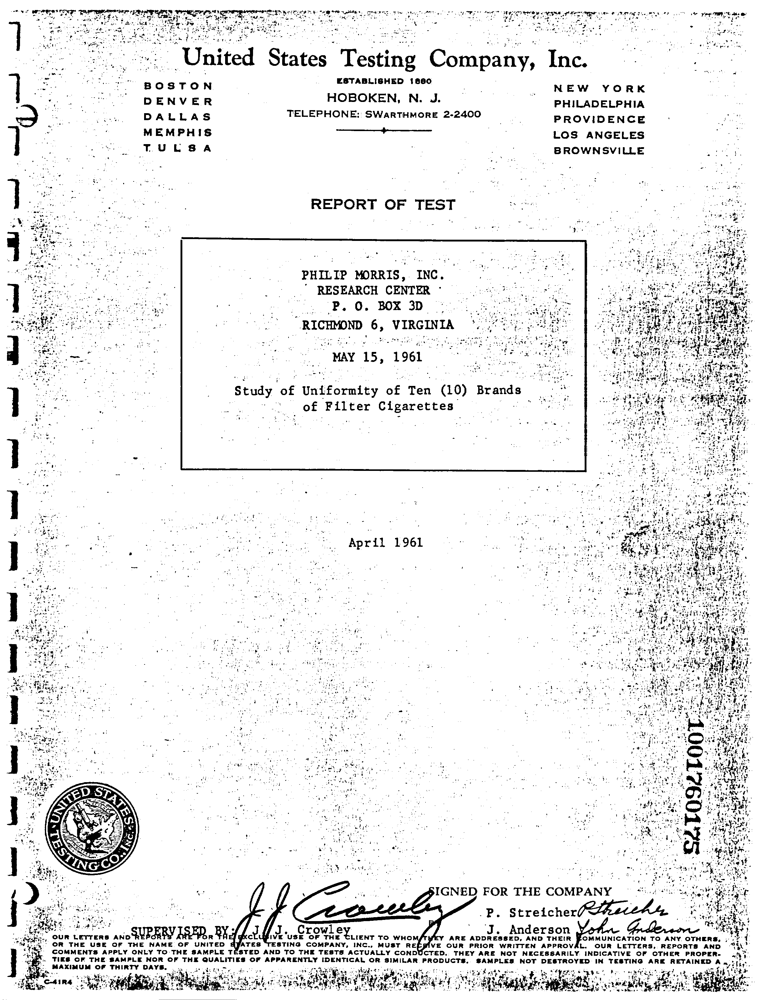 United States Testing Company, Inc.
ESTABLISHED 1880
HOBOKEN, N. J.
TELEPHONE: SWARTHMORE 2-2400
BOSTON
DENVER
DALLAS
MEMPHIS
TULSA
NEW YORK
PHILADELPHIA
PROVIDENCE
LOS ANGELES
BROWNSVILLE
REPORT OF TEST
PHILIP MORRIS, INC.
RESEARCH CENTER
P. O. BOX 3D
RICHMOND 6, VIRGINIA
MAY 15, 1961
Study of Uniformity of Ten (10) Brands
of Filter Cigarettes
April 1961
1001760175
UNITED STATES TESTING CO. INC.
SIGNED FOR THE COMPANY
J J Crowley
P. Streicher P Streicher
SUPERVISED BY: J. J. Crowley
J. Anderson John Anderson
OUR LETTERS AND REPORTS ARE FOR THE EXCLUSIVE USE OF THE CLIENT TO WHOM THEY ARE ADDRESSED, AND THEIR COMMUNICATION TO ANY OTHERS,
OR THE USE OF THE NAME OF UNITED STATES TESTING COMPANY, INC., MUST RECEIVE OUR PRIOR WRITTEN APPROVAL. OUR LETTERS, REPORTS AND
COMMENTS APPLY ONLY TO THE SAMPLE TESTED AND TO THE TESTS ACTUALLY CONDUCTED. THEY ARE NOT NECESSARILY INDICATIVE OF OTHER PROPER-
TIES OF THE SAMPLE NOR OF THE QUALITIES OF APPARENTLY IDENTICAL OR SIMILAR PRODUCTS. SAMPLES NOT DESTROYED IN TESTING ARE RETAINED A
MAXIMUM OF THIRTY DAYS.
C-41R4